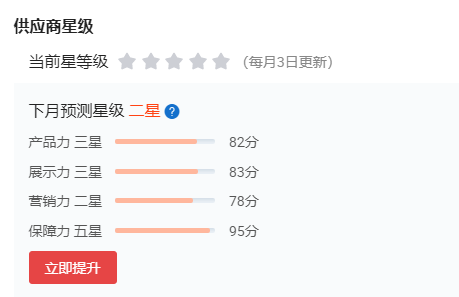 供应商星级
当前星等级 (每月3日更新)
下月预测星级 二星 ?
产品力 三星 82分
展示力 三星 83分
营销力 二星 78分
保障力 五星 95分
立即提升